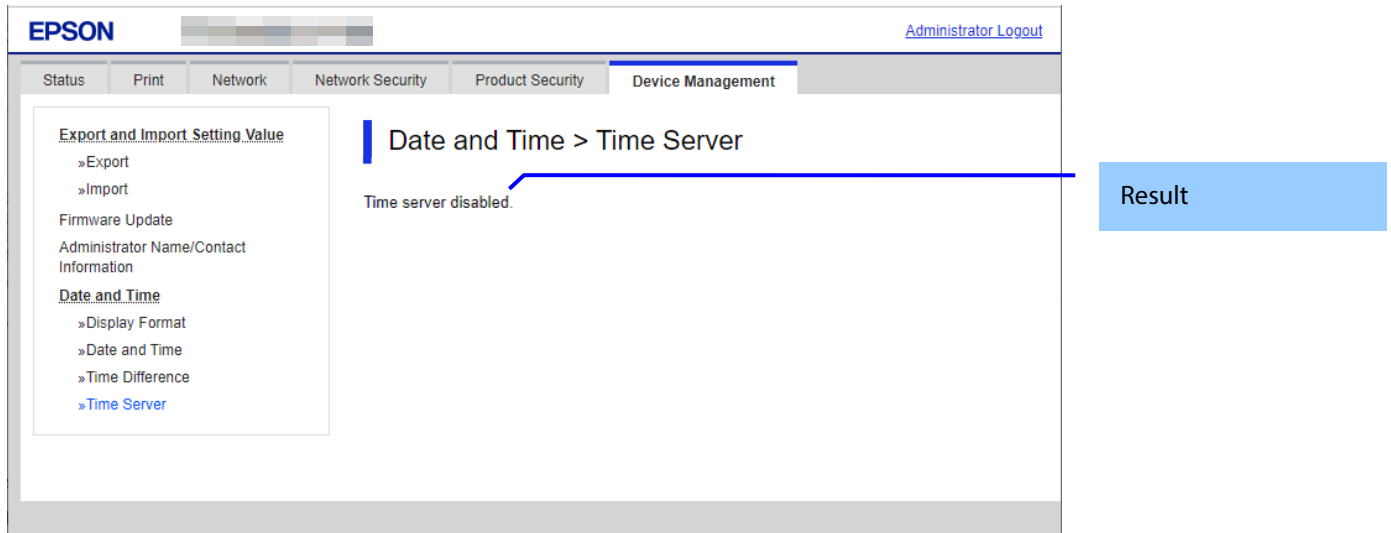 EPSON
Administrator Logout
Status Print Network Network Security Product Security Device Management
Export and Import Setting Value
»Export
»Import
Firmware Update
Administrator Name/Contact
Information
Date and Time
»Display Format
»Date and Time
»Time Difference
»Time Server
Date and Time > Time Server
Time server disabled.
Result